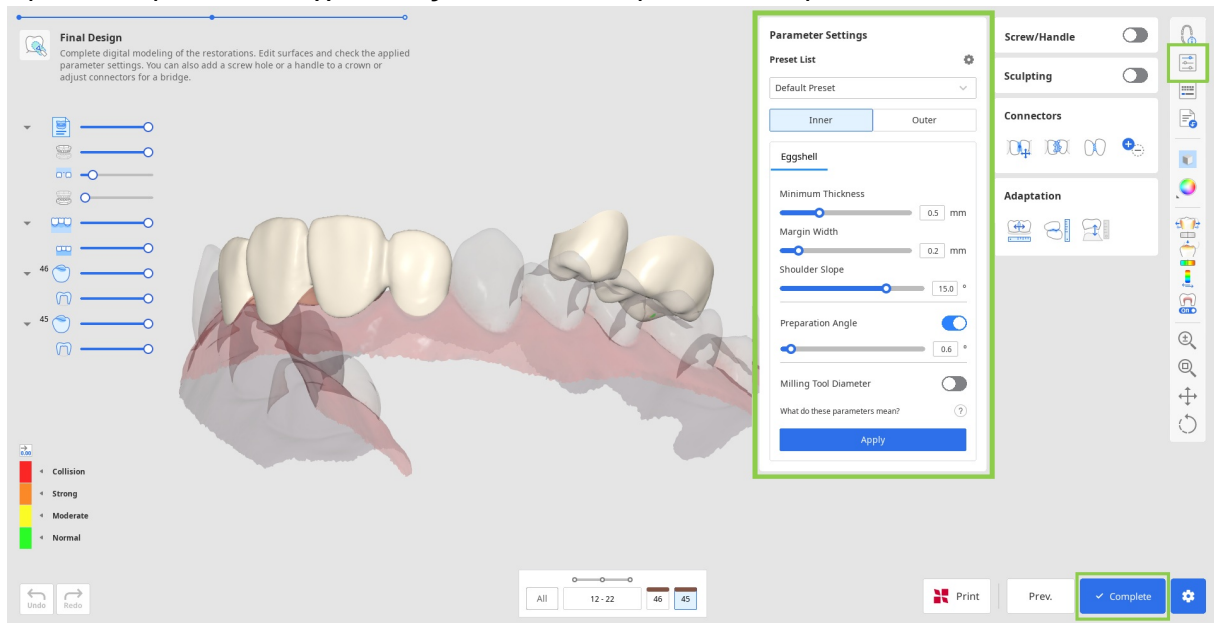 Final Design
Complete digital modeling of the restorations. Edit surfaces and check the applied
parameter settings. You can also add a screw hole or a handle to a crown or
adjust connectors for a bridge.
46
45
0.00
Collision
Strong
Moderate
Normal
Undo
Redo
All
12 - 22
46
45
Parameter Settings
Preset List
Default Preset
Inner
Outer
Eggshell
Minimum Thickness
0.5 mm
Margin Width
0.2 mm
Shoulder Slope
15.0 °
Preparation Angle
0.6 °
Milling Tool Diameter
What do these parameters mean?
?
Apply
Screw/Handle
Sculpting
Connectors
Adaptation
ON
Print
Prev.
Complete